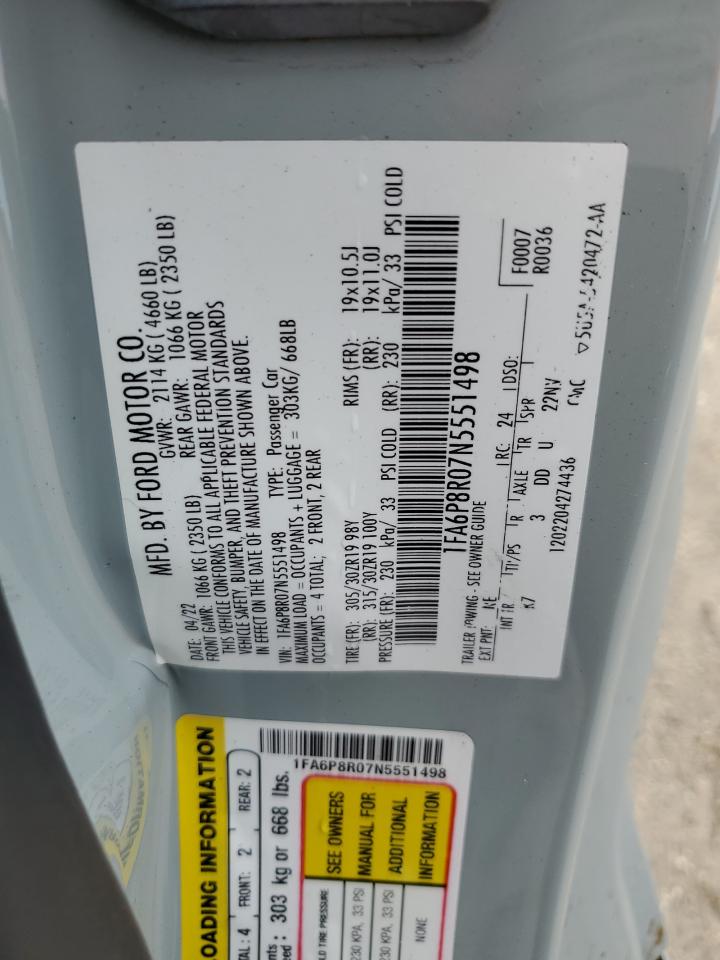 MFD. BY FORD MOTOR CO.
DATE: 04/22 GVWR: 2114 KG ( 4660 LB)
FRONT GAWR: 1066 KG ( 2350 LB) REAR GAWR: 1066 KG ( 2350 LB)
THIS VEHICLE CONFORMS TO ALL APPLICABLE FEDERAL MOTOR
VEHICLE SAFETY, BUMPER, AND THEFT PREVENTION STANDARDS
IN EFFECT ON THE DATE OF MANUFACTURE SHOWN ABOVE.
VIN: 1FA6P8R07N5551498 TYPE: Passenger Car
MAXIMUM LOAD = OCCUPANTS + LUGGAGE = 303KG/ 668LB
OCCUPANTS = 4 TOTAL; 2 FRONT, 2 REAR
TIRE (FR): 305/30ZR19 98Y RIMS (FR): 19x10.5J
(RR): 315/30ZR19 100Y (RR): 19x11.0J
PRESSURE (FR): 230 kPa/ 33 PSI COLD (RR): 230 kPa/ 33 PSI COLD
1FA6P8R07N5551498
TRAILER TOWING - SEE OWNER GUIDE
EXT PNT: KE RC: 24 DSO: F0007
R0036
INT TR TP/PS R AXLE TR SPR
K7 3 DD U
1202204274436
LOADING INFORMATION
TAL: 4 FRONT: 2 REAR: 2
303 kg or 668 lbs.
1FA6P8R07N5551498
SEE OWNERS
MANUAL FOR
ADDITIONAL
INFORMATION
LD TIRE PRESSURE
230 KPA, 33 PSI
230 KPA, 33 PSI
NONE